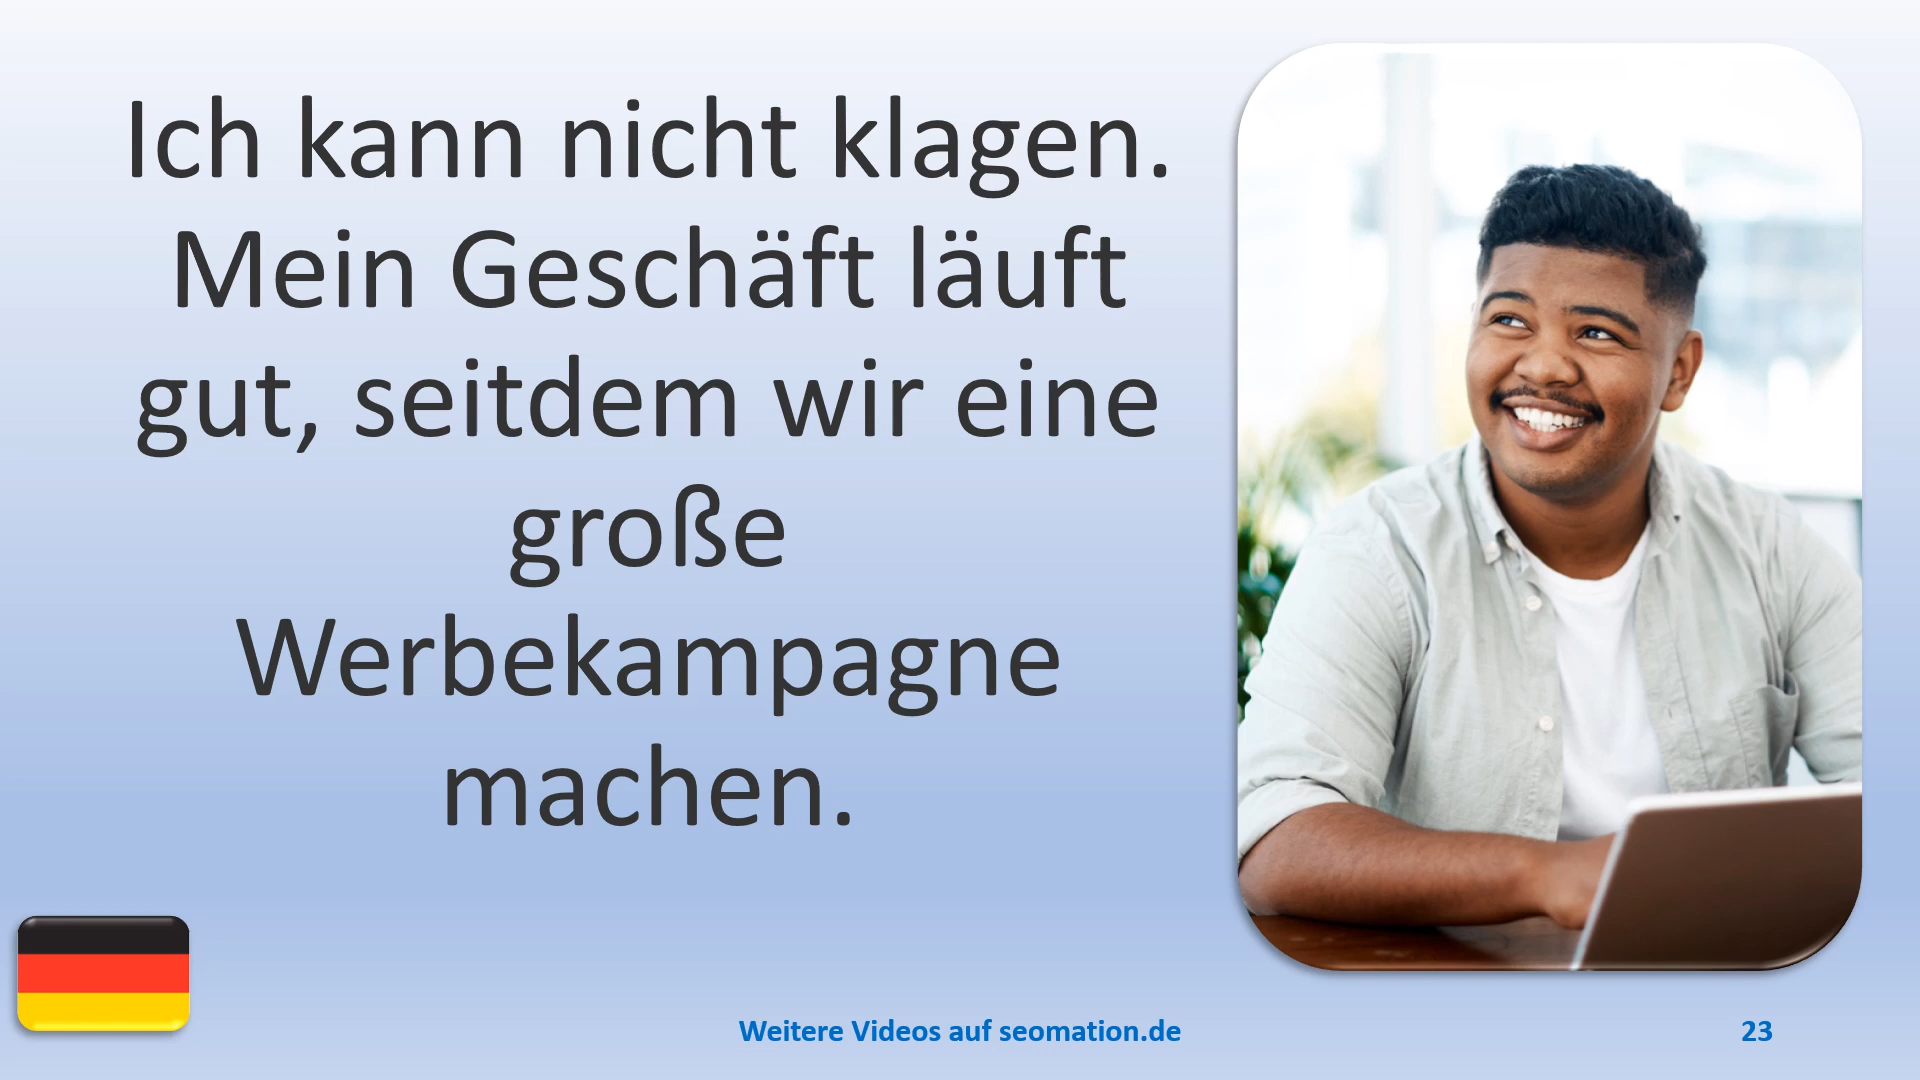 Ich kann nicht klagen.
Mein Geschäft läuft
gut, seitdem wir eine
große
Werbekampagne
machen.
Weitere Videos auf seomation.de
23